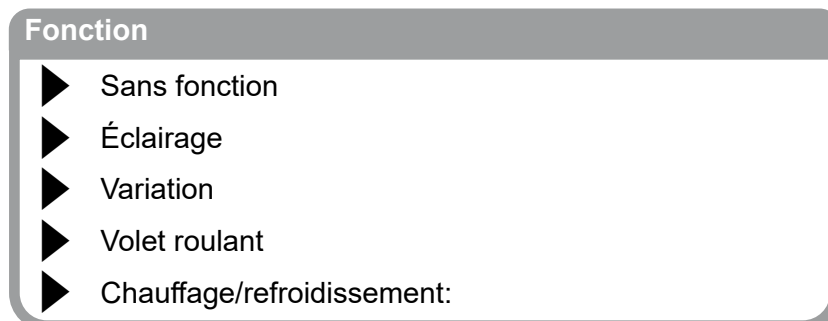 Fonction
Sans fonction
Éclairage
Variation
Volet roulant
Chauffage/refroidissement: